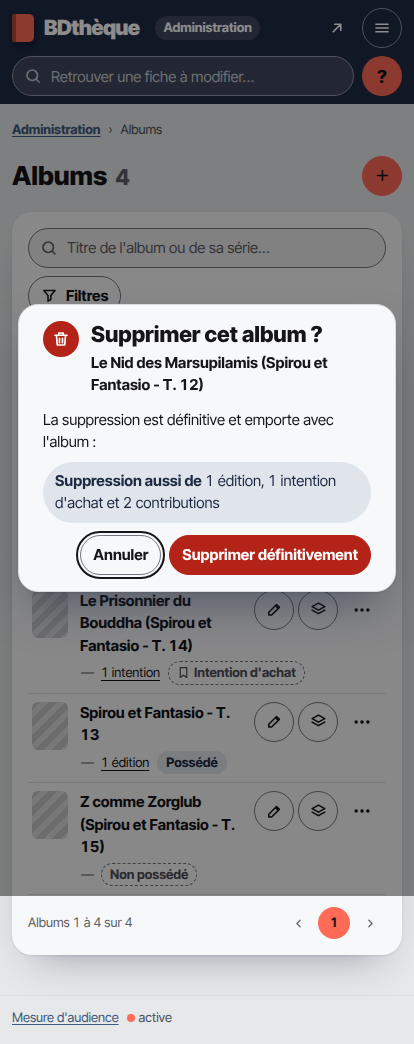 BDthèque Administration
Retrouver une fiche à modifier... ?
Administration › Albums
Albums 4
+
Titre de l'album ou de sa série...
Filtres
Supprimer cet album ?
Le Nid des Marsupilamis (Spirou et
Fantasio - T. 12)
La suppression est définitive et emporte avec
l'album :
Suppression aussi de 1 édition, 1 intention
d'achat et 2 contributions
Annuler Supprimer définitivement
Le Prisonnier du
Bouddha (Spirou et
Fantasio - T. 14)
— 1 intention Intention d'achat
Spirou et Fantasio - T.
13
— 1 édition Possédé
Z comme Zorglub
(Spirou et Fantasio - T.
15)
— Non possédé
Albums 1 à 4 sur 4 ‹ 1 ›
Mesure d'audience active